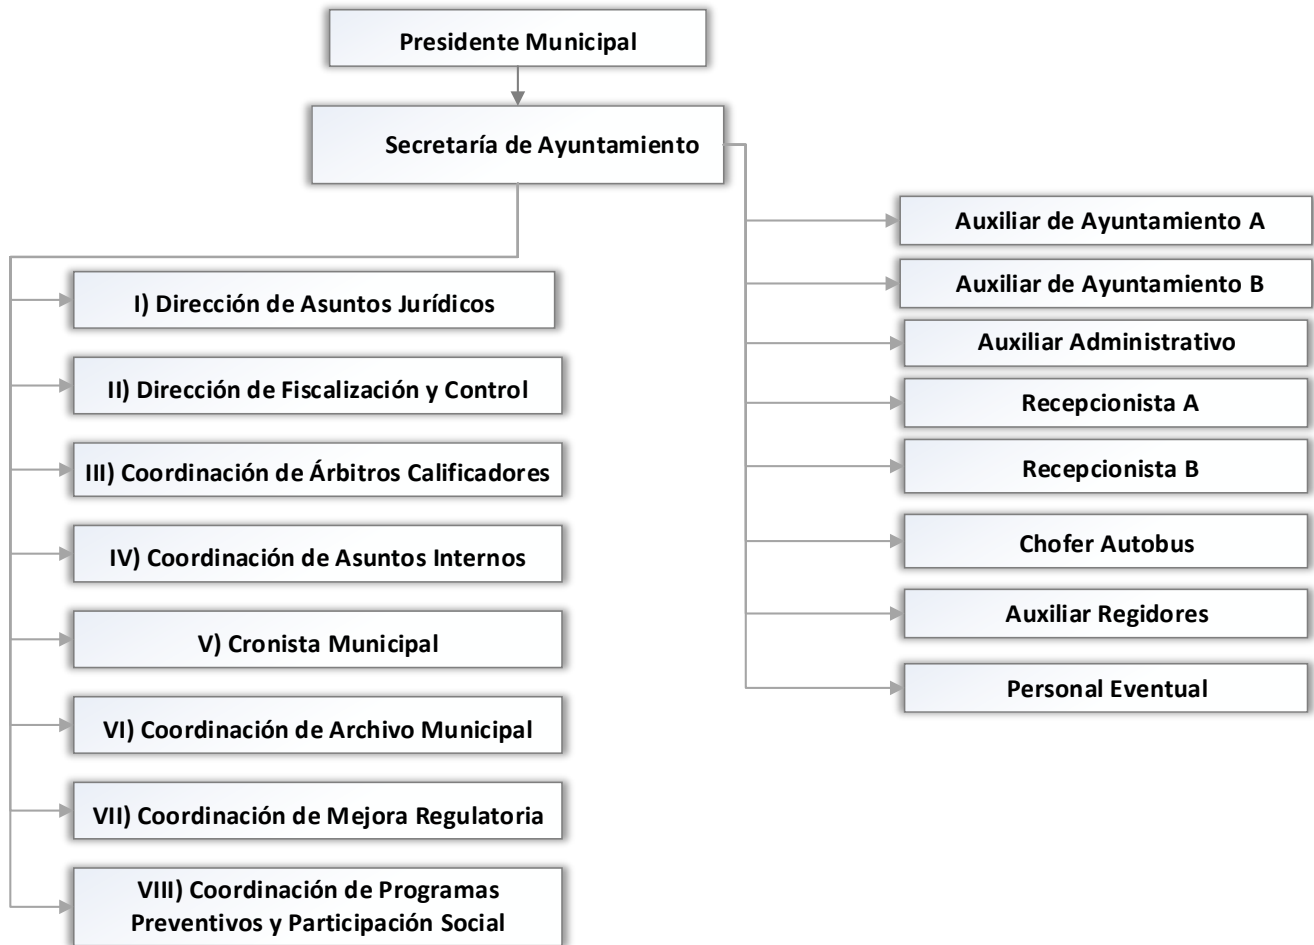 Presidente Municipal
Secretaría de Ayuntamiento
I) Dirección de Asuntos Jurídicos
II) Dirección de Fiscalización y Control
III) Coordinación de Árbitros Calificadores
IV) Coordinación de Asuntos Internos
V) Cronista Municipal
VI) Coordinación de Archivo Municipal
VII) Coordinación de Mejora Regulatoria
VIII) Coordinación de Programas
Preventivos y Participación Social
Auxiliar de Ayuntamiento A
Auxiliar de Ayuntamiento B
Auxiliar Administrativo
Recepcionista A
Recepcionista B
Chofer Autobus
Auxiliar Regidores
Personal Eventual